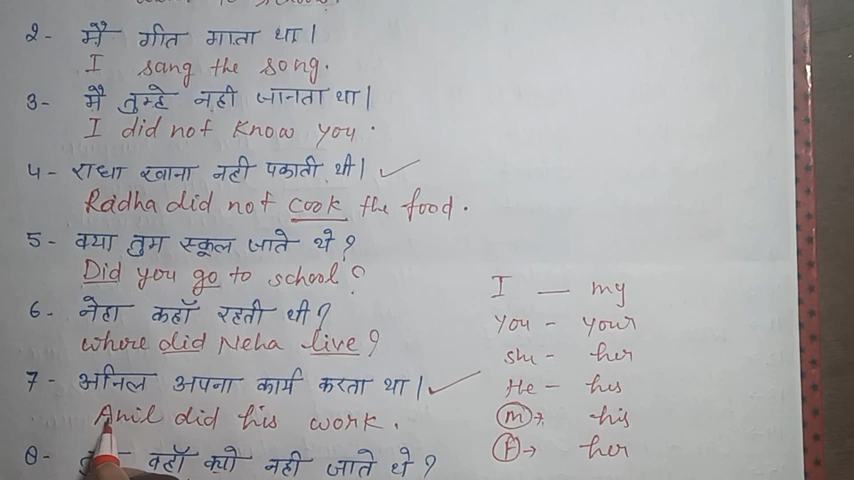 2- मैं गीत गाता था।
I sang the song.
3- मैं तुम्हे नही जानता था।
I did not know you.
4- राधा खाना नही पकाती थी।
Radha did not cook the food.
5- क्या तुम स्कूल जाते थे?
Did you go to school?
6- नेहा कहाँ रहती थी?
where did Neha live?
7- अनिल अपना कार्य करता था।
Anil did his work.
8- वहाँ क्यो नही जाते थे?
I — my
you - your
she - her
He - his
(m)→ his
(F)→ her